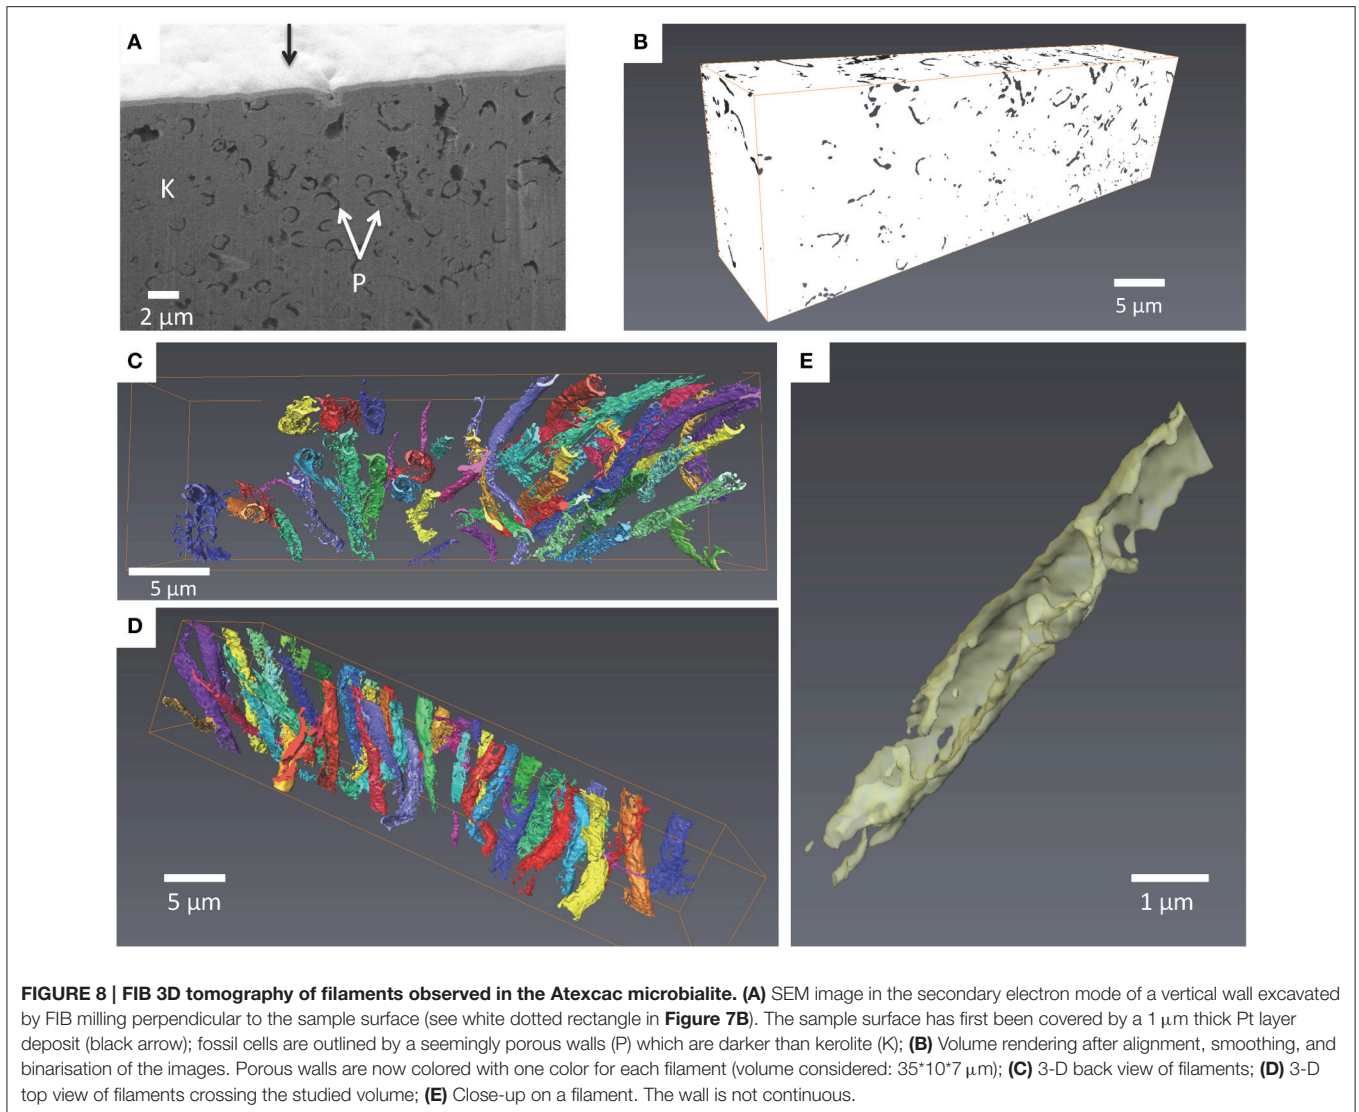 A
K
P
2 μm
B
5 μm
C
5 μm
D
5 μm
E
1 μm
FIGURE 8 | FIB 3D tomography of filaments observed in the Atexcac microbialite. (A) SEM image in the secondary electron mode of a vertical wall excavated
by FIB milling perpendicular to the sample surface (see white dotted rectangle in Figure 7B). The sample surface has first been covered by a 1 μm thick Pt layer
deposit (black arrow); fossil cells are outlined by a seemingly porous walls (P) which are darker than kerolite (K); (B) Volume rendering after alignment, smoothing, and
binarisation of the images. Porous walls are now colored with one color for each filament (volume considered: 35*10*7 μm); (C) 3-D back view of filaments; (D) 3-D
top view of filaments crossing the studied volume; (E) Close-up on a filament. The wall is not continuous.